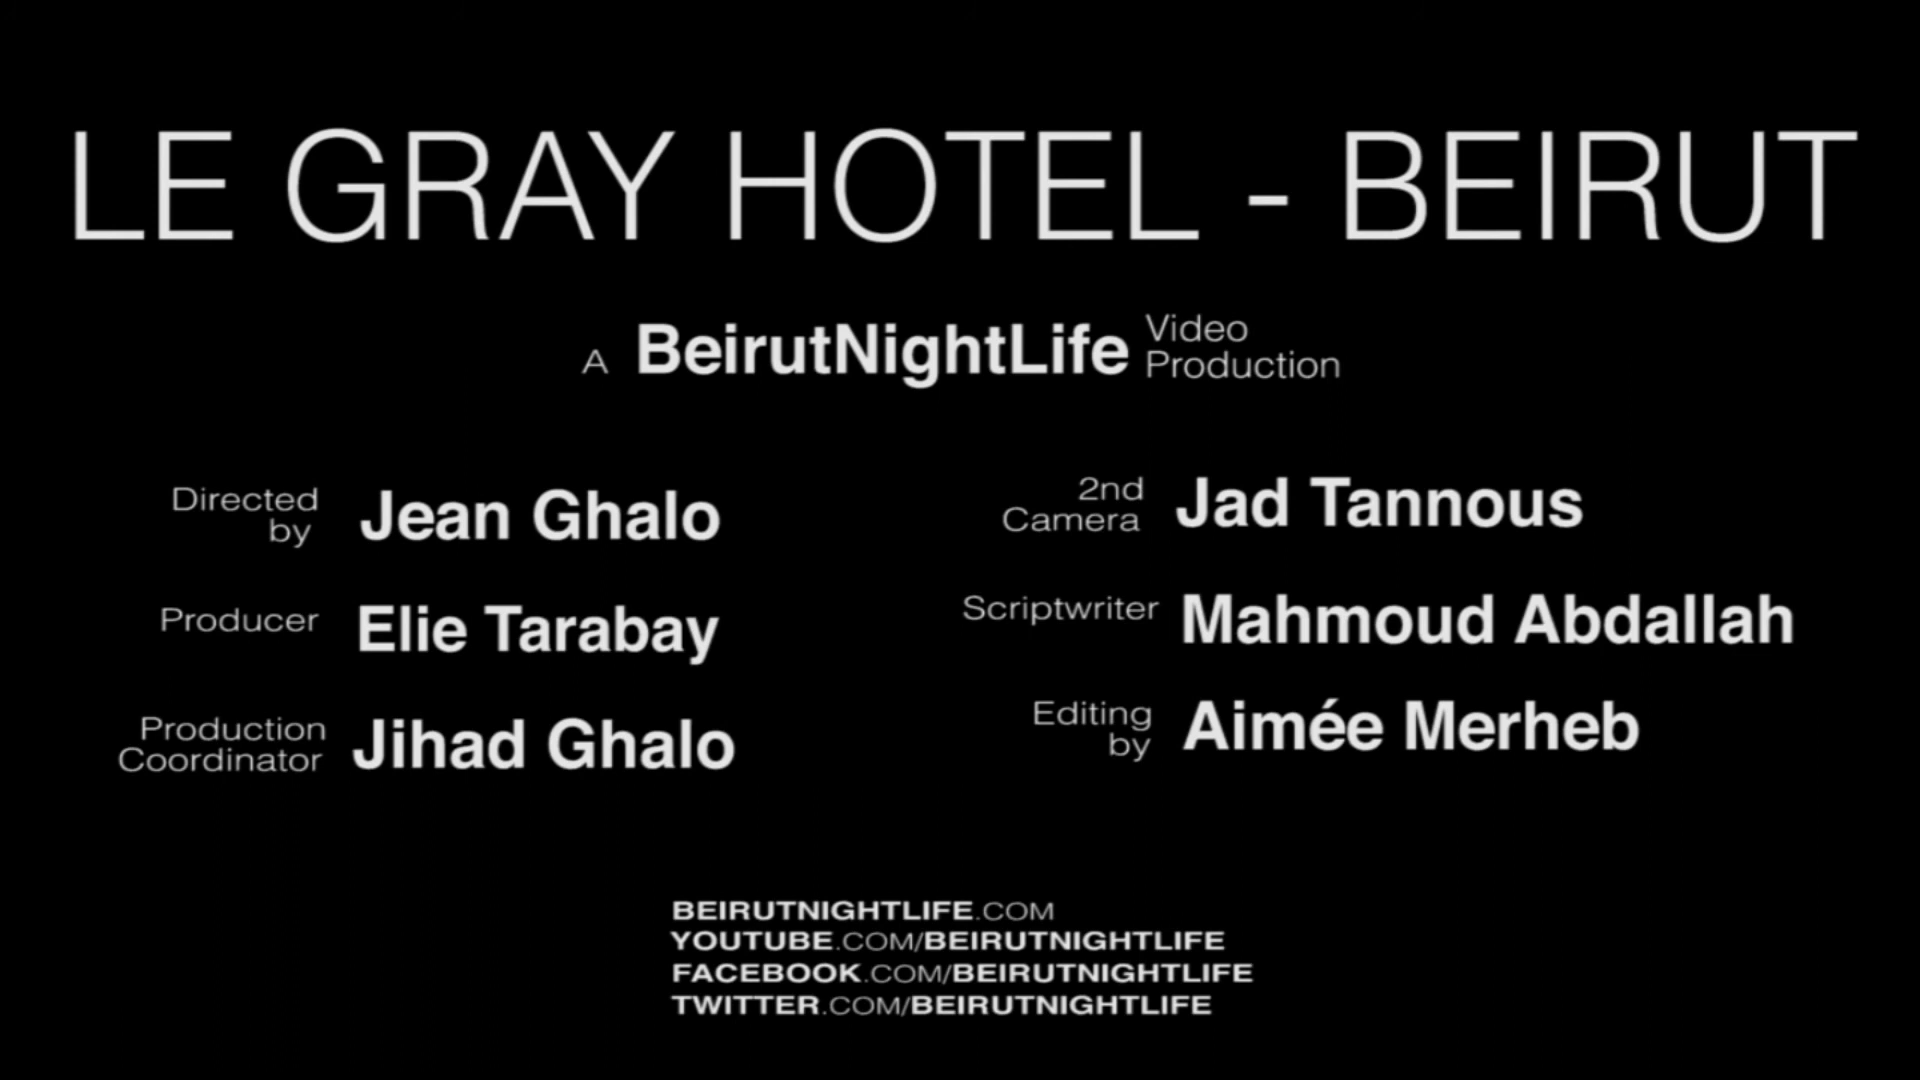 LE GRAY HOTEL - BEIRUT
A BeirutNightLife Video
Production
Directed
by Jean Ghalo
Producer Elie Tarabay
Production
Coordinator Jihad Ghalo
2nd
Camera Jad Tannous
Scriptwriter Mahmoud Abdallah
Editing
by Aimée Merheb
BEIRUTNIGHTLIFE.COM
YOUTUBE.COM/BEIRUTNIGHTLIFE
FACEBOOK.COM/BEIRUTNIGHTLIFE
TWITTER.COM/BEIRUTNIGHTLIFE